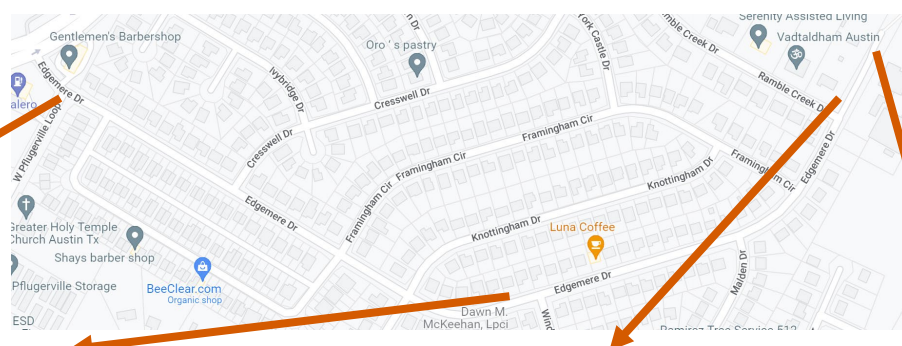 Serenity Assisted Living
Gentlemen's Barbershop
Vadtaldham Austin
Oro ' s pastry
York Castle Dr
Ramble Creek Dr
Edgemere Dr
Ivybridge Dr
Ramble Creek Dr
Cresswell Dr
W Pflugerville Loop
Framingham Cir
Cresswell Dr
Framingham Cir
Edgemere Dr
Framingham Cir
Knottingham Dr
Edgemere Dr
Framingham Cir
Knottingham Dr
Greater Holy Temple
Church Austin Tx
Luna Coffee
Shays barber shop
Malden Dr
Edgemere Dr
Pflugerville Storage
BeeClear.com
Organic shop
Dawn M.
McKeehan, Lpci
ESD
Wind
Ramirez Tree Service 512